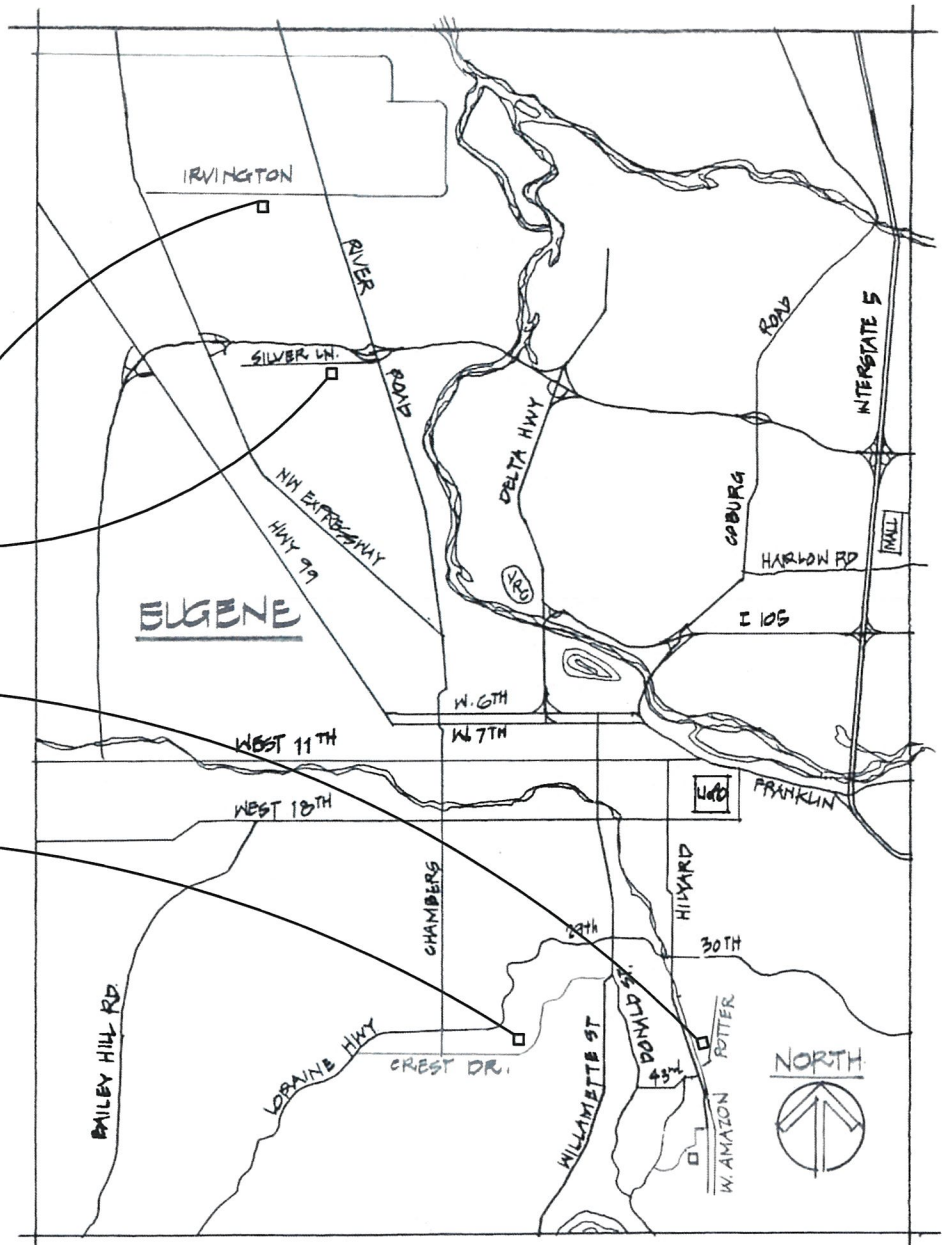 IRVINGTON
RIVER
ROAD
INTERSTATE 5
SILVER LN.
ROAD
DELTA HWY
NW EXPRESSWAY
HWY 99
COBURG
MALL
HARLOW RD
VRC
EUGENE
I 105
W. 6TH
W. 7TH
WEST 11TH
U of O
FRANKLIN
WEST 18TH
CHAMBERS
HILYARD
29th
30TH
BAILEY HILL RD.
LORAINE HWY
CREST DR.
WILLAMETTE ST
DONALD ST.
43rd
POTTER
W. AMAZON
NORTH